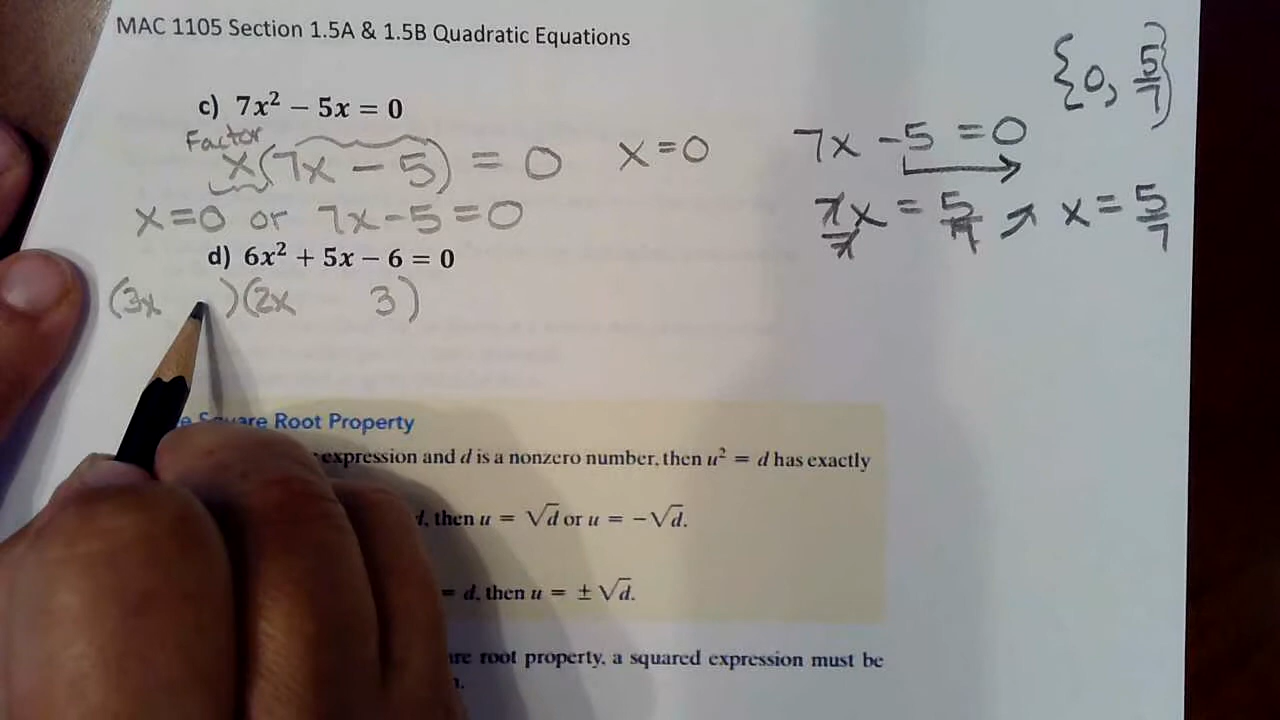 MAC 1105 Section 1.5A & 1.5B Quadratic Equations
{0, 5/7}
c) 7x² − 5x = 0
Factor
x(7x − 5) = 0 x=0 7x −5 =0
x=0 or 7x−5=0 7x/7 = 5/7 x = 5/7
d) 6x² + 5x − 6 = 0
(3x )(2x 3)
Square Root Property
expression and d is a nonzero number, then u² = d has exactly
, then u = √d or u = −√d.
= d, then u = ± √d.
root property, a squared expression must be